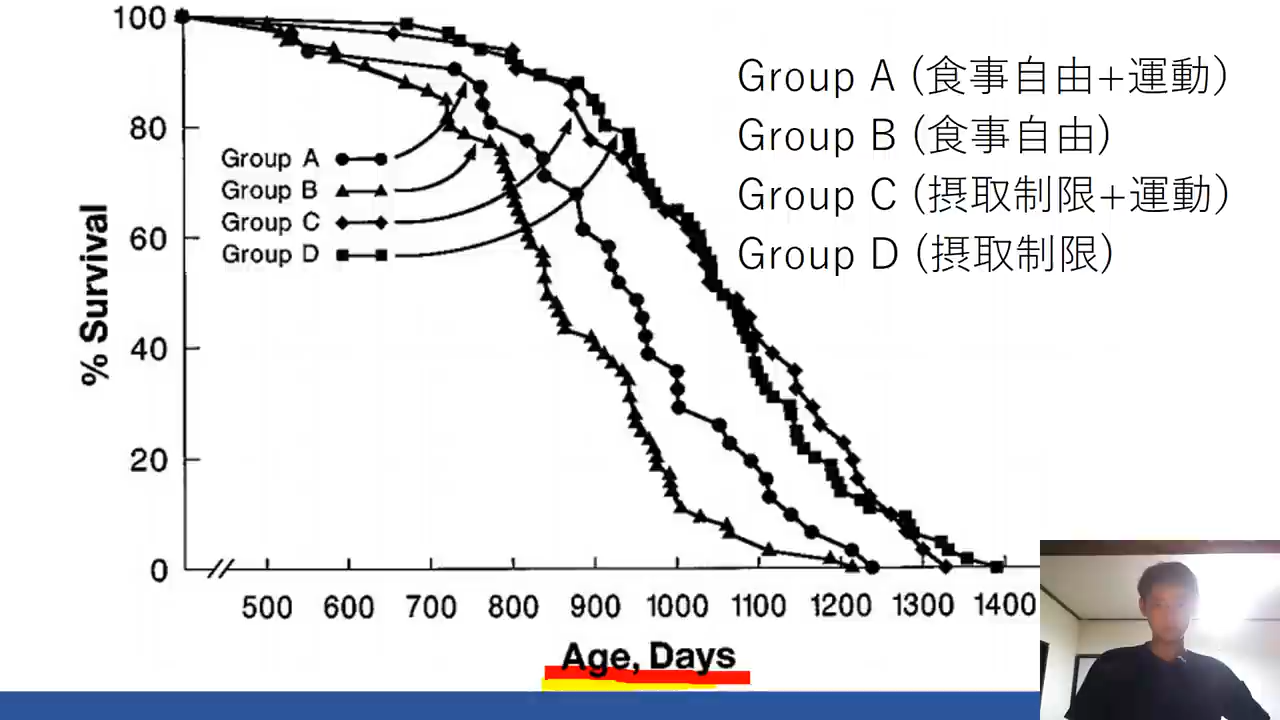 100
80
60
40
20
0
% Survival
Group A
Group B
Group C
Group D
Group A (食事自由+運動)
Group B (食事自由)
Group C (摂取制限+運動)
Group D (摂取制限)
500 600 700 800 900 1000 1100 1200 1300 1400
Age, Days